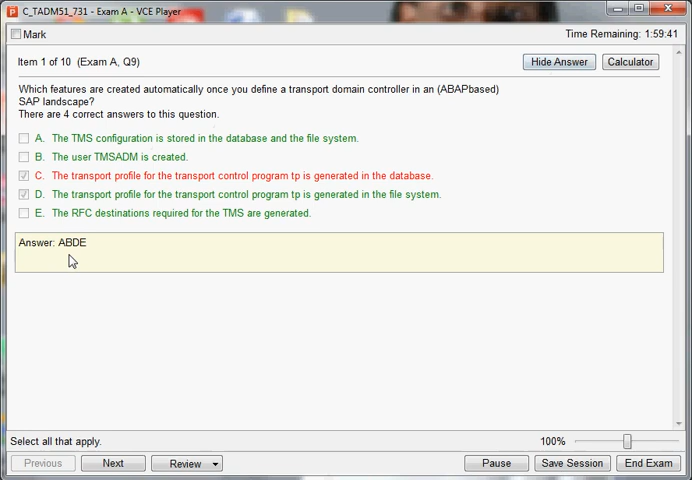 C_TADM51_731 - Exam A - VCE Player
Mark
Time Remaining: 1:59:41
Item 1 of 10 (Exam A, Q9)
Hide Answer
Calculator
Which features are created automatically once you define a transport domain controller in an (ABAPbased)
SAP landscape?
There are 4 correct answers to this question.
A. The TMS configuration is stored in the database and the file system.
B. The user TMSADM is created.
C. The transport profile for the transport control program tp is generated in the database.
D. The transport profile for the transport control program tp is generated in the file system.
E. The RFC destinations required for the TMS are generated.
Answer: ABDE
Select all that apply.
100%
Previous
Next
Review
Pause
Save Session
End Exam